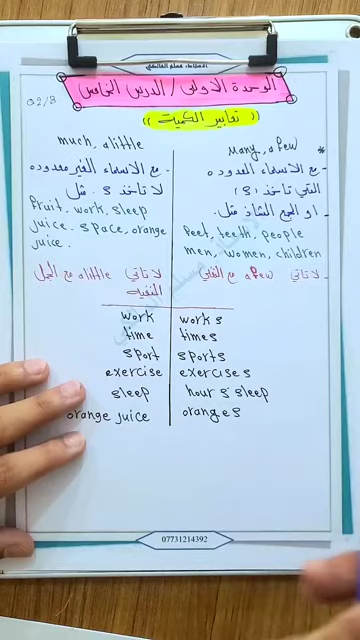 الوحدة الأولى / الدرس الخامس
(( تعابير الكمية ))
* Many, a few
- مع الاسماء المعدوده
التي تاخذ (s)
- او الجمع الشاذ مثل.
feet, teeth, people
men, women, children
- لا تاتي a few مع النفي
much, a little
مع الاسماء الغير معدوده
لا تاخذ s. مثل
fruit, work, sleep
juice. space, orange
juice.
لا تاتي a little مع الجمل
المنفيه
work works
time times
sport sports
exercise exercises
sleep hours sleep
orange juice oranges
07731214392